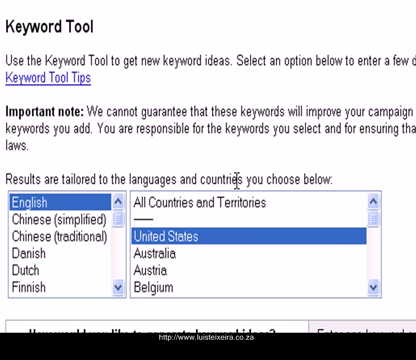 Keyword Tool
Use the Keyword Tool to get new keyword ideas. Select an option below to enter a few d
Keyword Tool Tips
Important note: We cannot guarantee that these keywords will improve your campaign
keywords you add. You are responsible for the keywords you select and for ensuring tha
laws.
Results are tailored to the languages and countries you choose below:
English
Chinese (simplified)
Chinese (traditional)
Danish
Dutch
Finnish
All Countries and Territories
United States
Australia
Austria
Belgium
http://www.luisteixeira.co.za